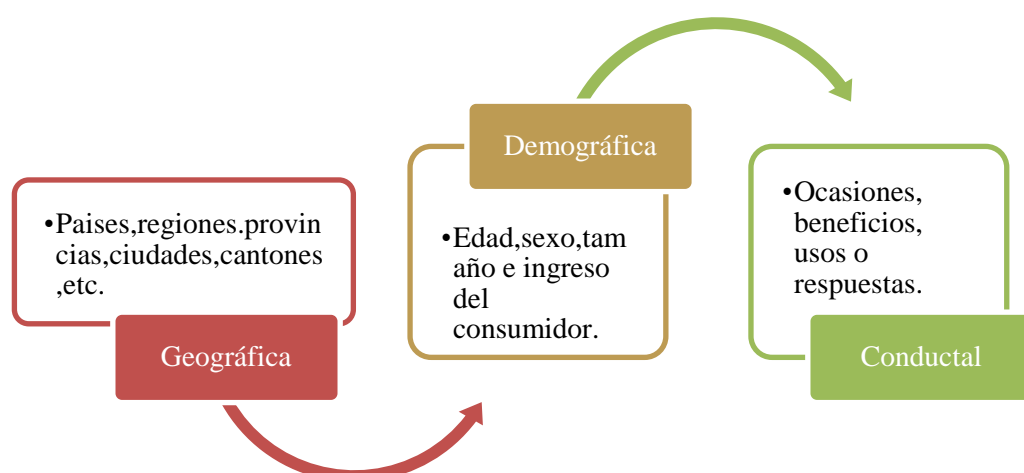 •Paises,regiones.provin
cias,ciudades,cantones
,etc.
Geográfica
Demográfica
•Edad,sexo,tam
año e ingreso
del
consumidor.
•Ocasiones,
beneficios,
usos o
respuestas.
Conductal